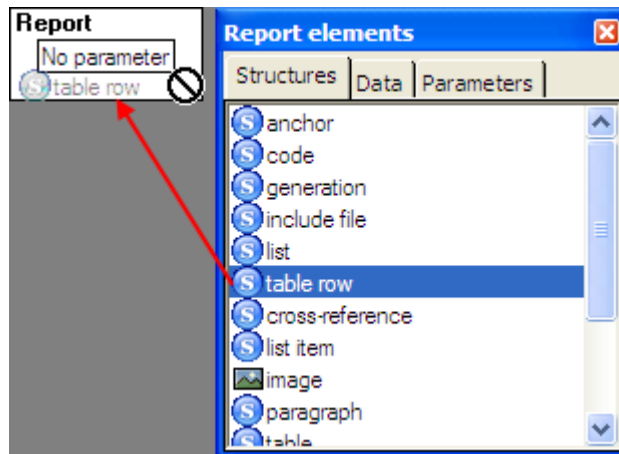 Report
No parameter
table row
Report elements
Structures
Data
Parameters
anchor
code
generation
include file
list
table row
cross-reference
list item
image
paragraph
table